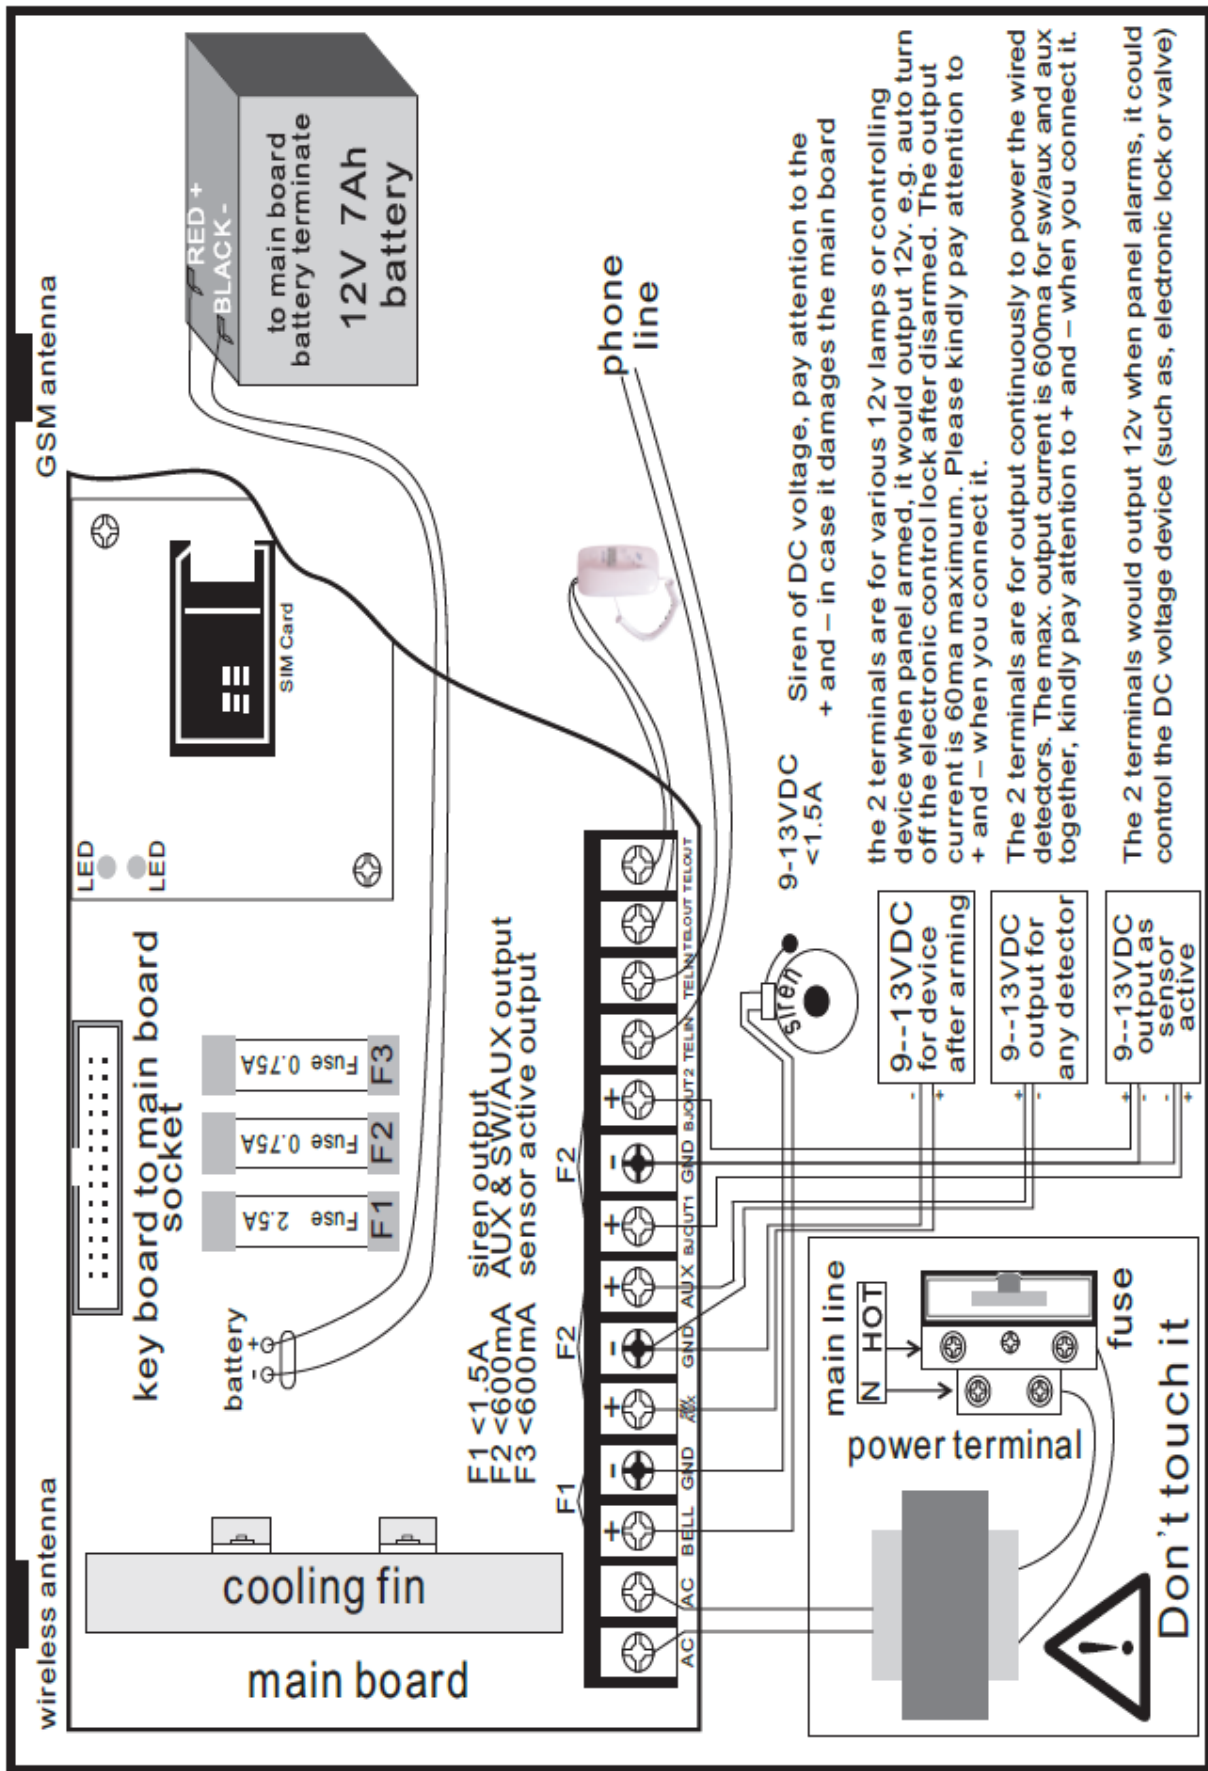 wireless antenna
GSM antenna
key board to main board
socket
LED
LED
SIM Card
RED +
BLACK -
to main board
battery terminate
12V 7Ah
battery
battery
- +
F1
Fuse 2.5A
F2
Fuse 0.75A
F3
Fuse 0.75A
cooling fin
main board
F1 <1.5A siren output
F2 <600mA AUX & SW/AUX output
F3 <600mA sensor active output
F1
F2
F2
+ - + - + + - +
AC AC BELL GND SW/AUX GND AUX BJOUT1 GND BJOUT2 TELIN TELIN TELOUT TELOUT
phone
line
siren
9-13VDC
<1.5A
Siren of DC voltage, pay attention to the
+ and – in case it damages the main board
- +
9--13VDC
for device
after arming
the 2 terminals are for various 12v lamps or controlling
device when panel armed, it would output 12v. e.g. auto turn
off the electronic control lock after disarmed. The output
current is 60ma maximum. Please kindly pay attention to
+ and – when you connect it.
+ -
9--13VDC
output for
any detector
The 2 terminals are for output continuously to power the wired
detectors. The max. output current is 600ma for sw/aux and aux
together, kindly pay attention to + and – when you connect it.
+ - - +
9--13VDC
output as
sensor
active
The 2 terminals would output 12v when panel alarms, it could
control the DC voltage device (such as, electronic lock or valve)
main line
N HOT
fuse
power terminal
Don't touch it